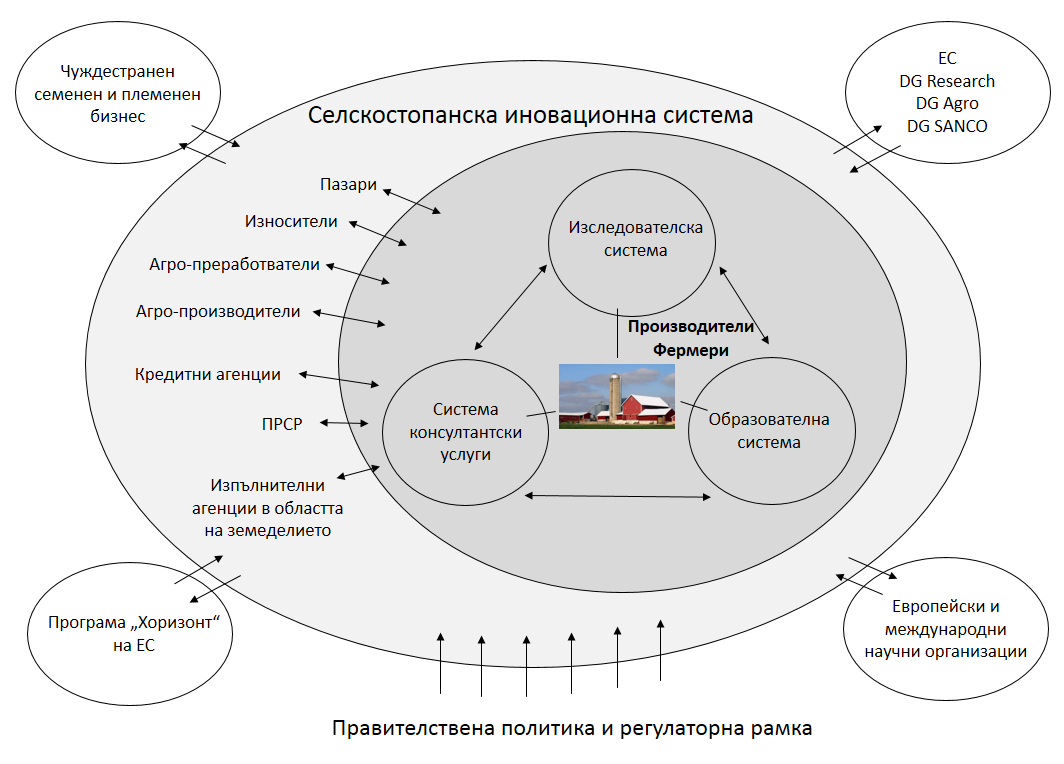 Чуждестранен
семенен и племенен
бизнес
ЕС
DG Research
DG Agro
DG SANCO
Селскостопанска иновационна система
Пазари
Износители
Агро-преработватели
Агро-производители
Кредитни агенции
ПРСР
Изпълнителни
агенции в областта
на земеделието
Изследователска
система
Производители
Фермери
Система
консултантски
услуги
Образователна
система
Програма „Хоризонт“
на ЕС
Европейски и
международни
научни организации
Правителствена политика и регулаторна рамка